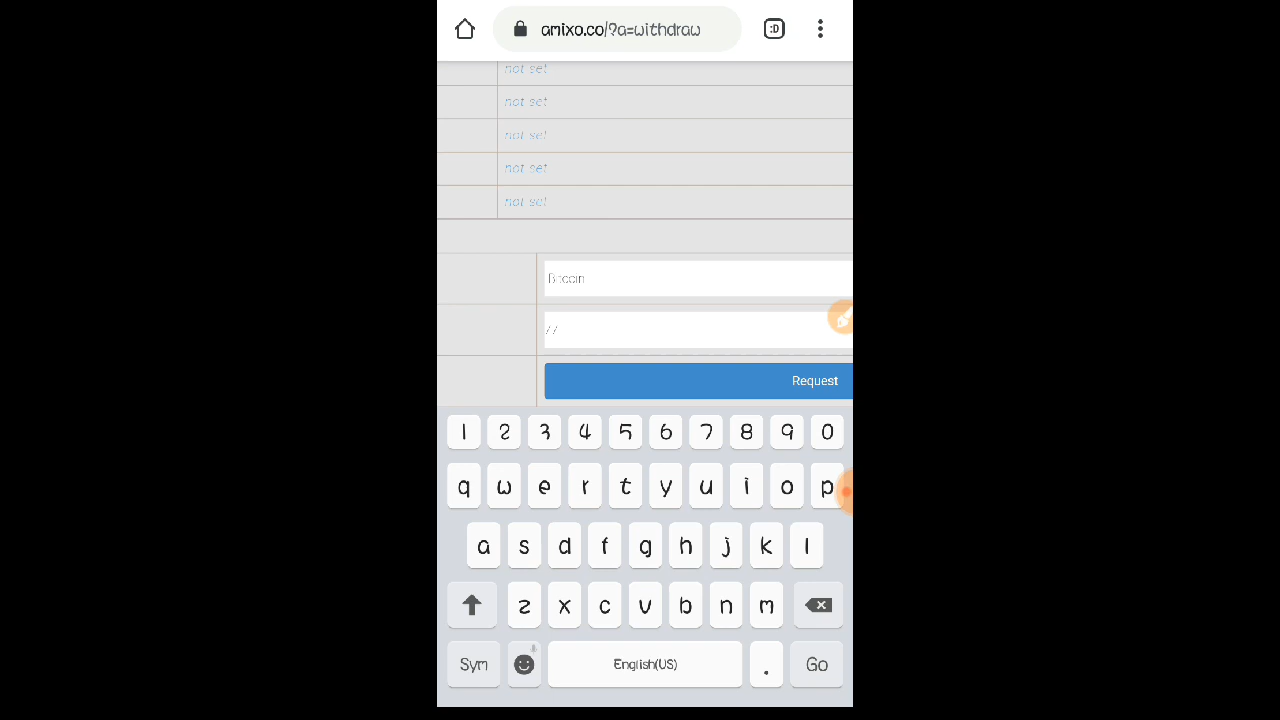 amixo.co/?a=withdraw
:D
not set
not set
not set
not set
not set
Bitcoin
Request
1 2 3 4 5 6 7 8 9 0
q w e r t y u i o p
a s d f g h j k l
z x c v b n m
Sym English(US) . Go